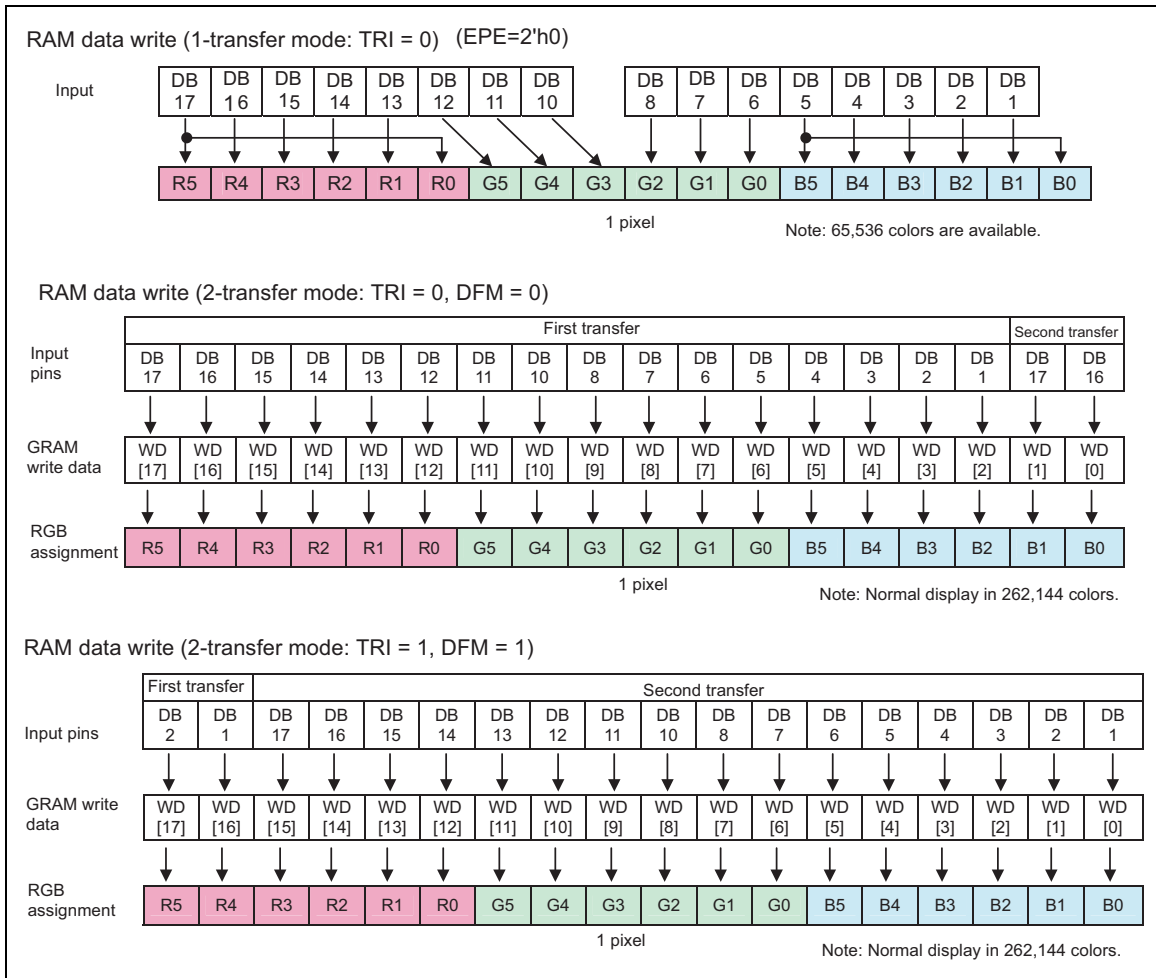 RAM data write (1-transfer mode: TRI = 0) (EPE=2'h0)
Input
DB 17 DB 16 DB 15 DB 14 DB 13 DB 12 DB 11 DB 10 DB 8 DB 7 DB 6 DB 5 DB 4 DB 3 DB 2 DB 1
R5 R4 R3 R2 R1 R0 G5 G4 G3 G2 G1 G0 B5 B4 B3 B2 B1 B0
1 pixel
Note: 65,536 colors are available.
RAM data write (2-transfer mode: TRI = 0, DFM = 0)
First transfer Second transfer
Input pins
DB 17 DB 16 DB 15 DB 14 DB 13 DB 12 DB 11 DB 10 DB 8 DB 7 DB 6 DB 5 DB 4 DB 3 DB 2 DB 1 DB 17 DB 16
GRAM write data
WD [17] WD [16] WD [15] WD [14] WD [13] WD [12] WD [11] WD [10] WD [9] WD [8] WD [7] WD [6] WD [5] WD [4] WD [3] WD [2] WD [1] WD [0]
RGB assignment
R5 R4 R3 R2 R1 R0 G5 G4 G3 G2 G1 G0 B5 B4 B3 B2 B1 B0
1 pixel
Note: Normal display in 262,144 colors.
RAM data write (2-transfer mode: TRI = 1, DFM = 1)
First transfer Second transfer
Input pins
DB 2 DB 1 DB 17 DB 16 DB 15 DB 14 DB 13 DB 12 DB 11 DB 10 DB 8 DB 7 DB 6 DB 5 DB 4 DB 3 DB 2 DB 1
GRAM write data
WD [17] WD [16] WD [15] WD [14] WD [13] WD [12] WD [11] WD [10] WD [9] WD [8] WD [7] WD [6] WD [5] WD [4] WD [3] WD [2] WD [1] WD [0]
RGB assignment
R5 R4 R3 R2 R1 R0 G5 G4 G3 G2 G1 G0 B5 B4 B3 B2 B1 B0
1 pixel
Note: Normal display in 262,144 colors.